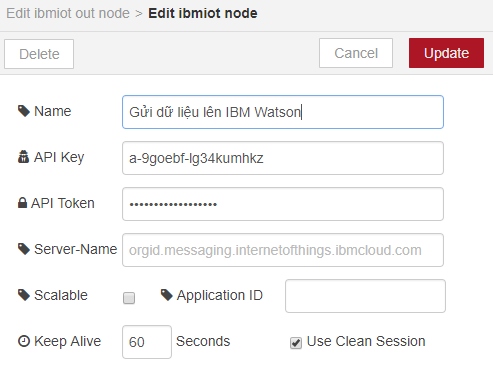 Edit ibmiot out node > Edit ibmiot node
Delete Cancel Update
Name Gửi dữ liệu lên IBM Watson
API Key a-9goebf-lg34kumhkz
API Token ••••••••••••••••••
Server-Name orgid.messaging.internetofthings.ibmcloud.com
Scalable Application ID
Keep Alive 60 Seconds Use Clean Session